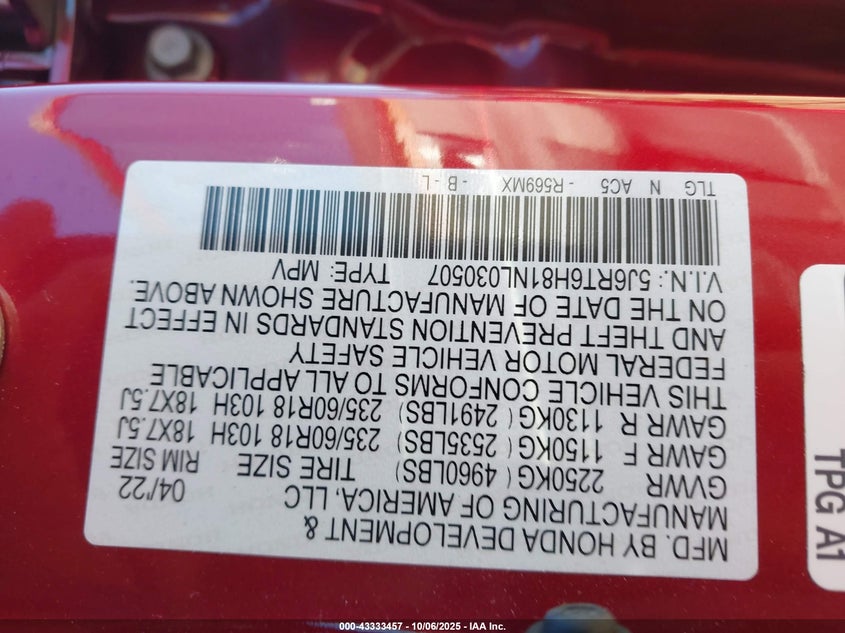 MFD. BY HONDA DEVELOPMENT &
MANUFACTURING OF AMERICA, LLC 04/'22
GVWR 2250KG ( 4960LBS) TIRE SIZE RIM SIZE
GAWR F 1150KG ( 2535LBS) 235/60R18 103H 18X7.5J
GAWR R 1130KG ( 2491LBS) 235/60R18 103H 18X7.5J
THIS VEHICLE CONFORMS TO ALL APPLICABLE
FEDERAL MOTOR VEHICLE SAFETY
AND THEFT PREVENTION STANDARDS IN EFFECT
ON THE DATE OF MANUFACTURE SHOWN ABOVE.
V.I.N.: 5J6RT6H81NL030507 TYPE: MPV
TLG N AC5 - R569MX - B - L
TPG A1
000-43333457 - 10/06/2025 - IAA Inc.